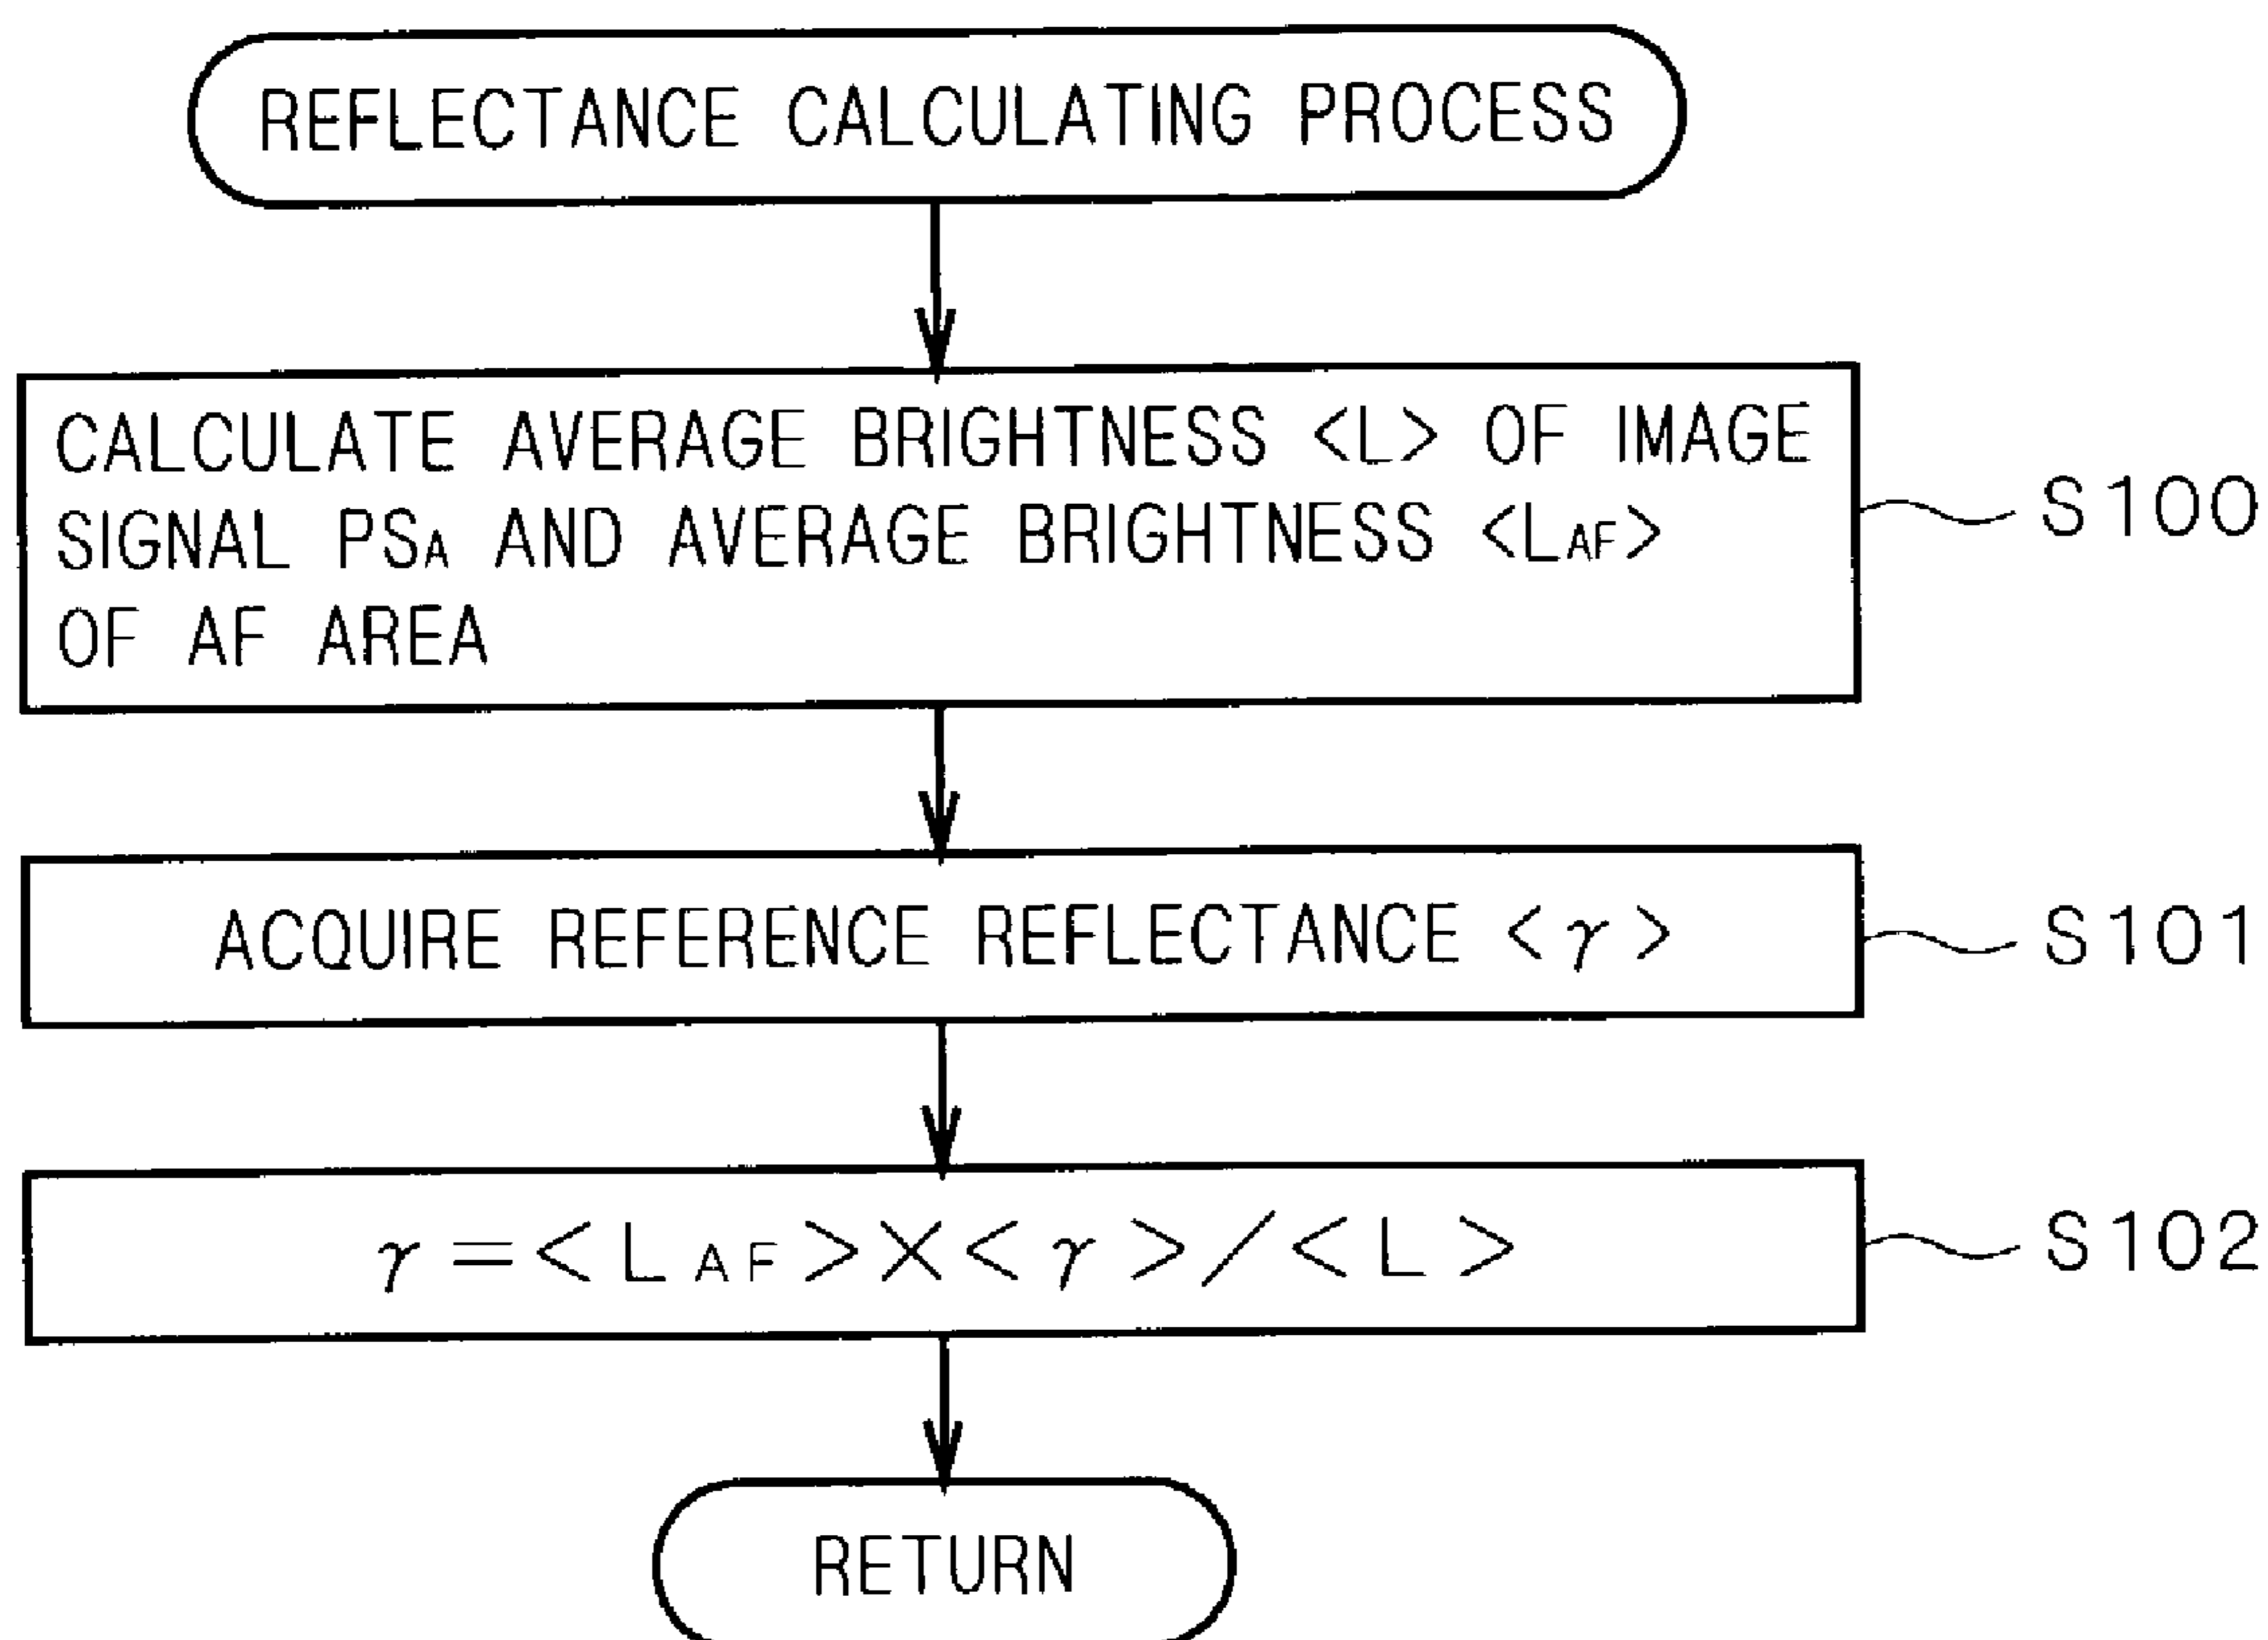 REFLECTANCE CALCULATING PROCESS
CALCULATE AVERAGE BRIGHTNESS <L> OF IMAGE
SIGNAL PSA AND AVERAGE BRIGHTNESS <LAF>
OF AF AREA
S100
ACQUIRE REFERENCE REFLECTANCE <γ>
S101
γ=<LAF>×<γ>/<L>
S102
RETURN